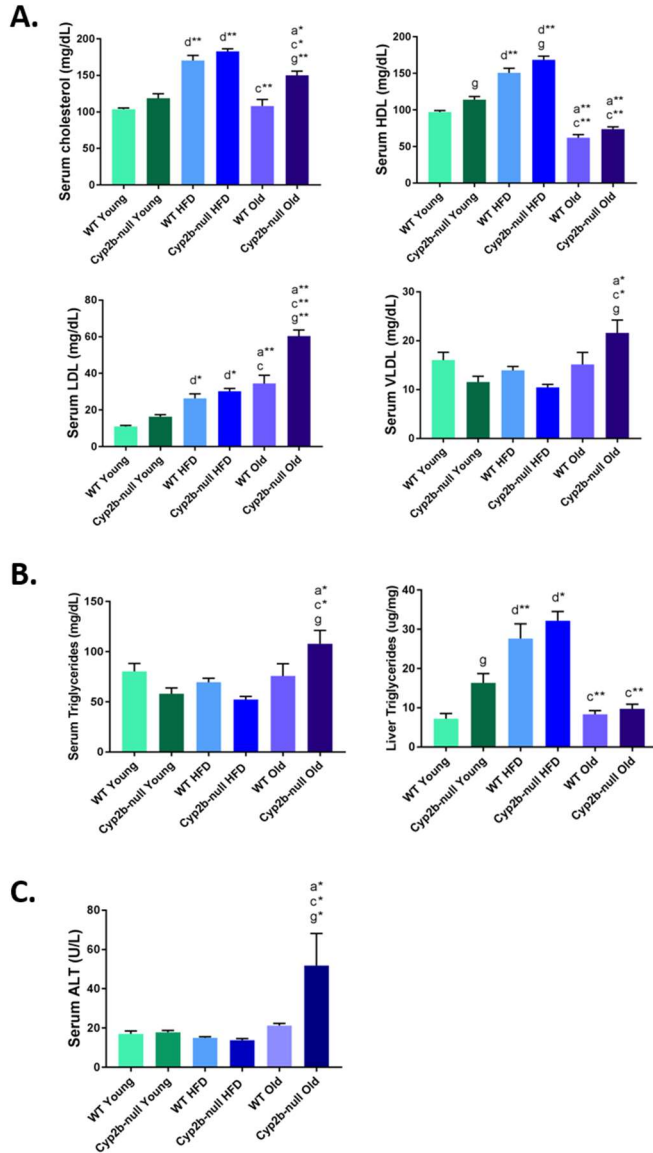 A.
Serum cholesterol (mg/dL)
200
150
100
50
0
d**
d**
c**
a*
c*
g**
WT Young
Cyp2b-null Young
WT HFD
Cyp2b-null HFD
WT Old
Cyp2b-null Old
Serum HDL (mg/dL)
200
150
100
50
0
g
d**
d**
g
a**
c**
a**
c**
WT Young
Cyp2b-null Young
WT HFD
Cyp2b-null HFD
WT Old
Cyp2b-null Old
Serum LDL (mg/dL)
80
60
40
20
0
d*
d*
a**
c
a**
c**
g**
WT Young
Cyp2b-null Young
WT HFD
Cyp2b-null HFD
WT Old
Cyp2b-null Old
Serum VLDL (mg/dL)
30
20
10
0
a*
c*
g
WT Young
Cyp2b-null Young
WT HFD
Cyp2b-null HFD
WT Old
Cyp2b-null Old
B.
Serum Triglycerides (mg/dL)
150
100
50
0
a*
c*
g
WT Young
Cyp2b-null Young
WT HFD
Cyp2b-null HFD
WT Old
Cyp2b-null Old
Liver Triglycerides (ug/mg)
40
30
20
10
0
g
d**
d*
c**
c**
WT Young
Cyp2b-null Young
WT HFD
Cyp2b-null HFD
WT Old
Cyp2b-null Old
C.
Serum ALT (U/L)
80
60
40
20
0
a*
c*
g*
WT Young
Cyp2b-null Young
WT HFD
Cyp2b-null HFD
WT Old
Cyp2b-null Old